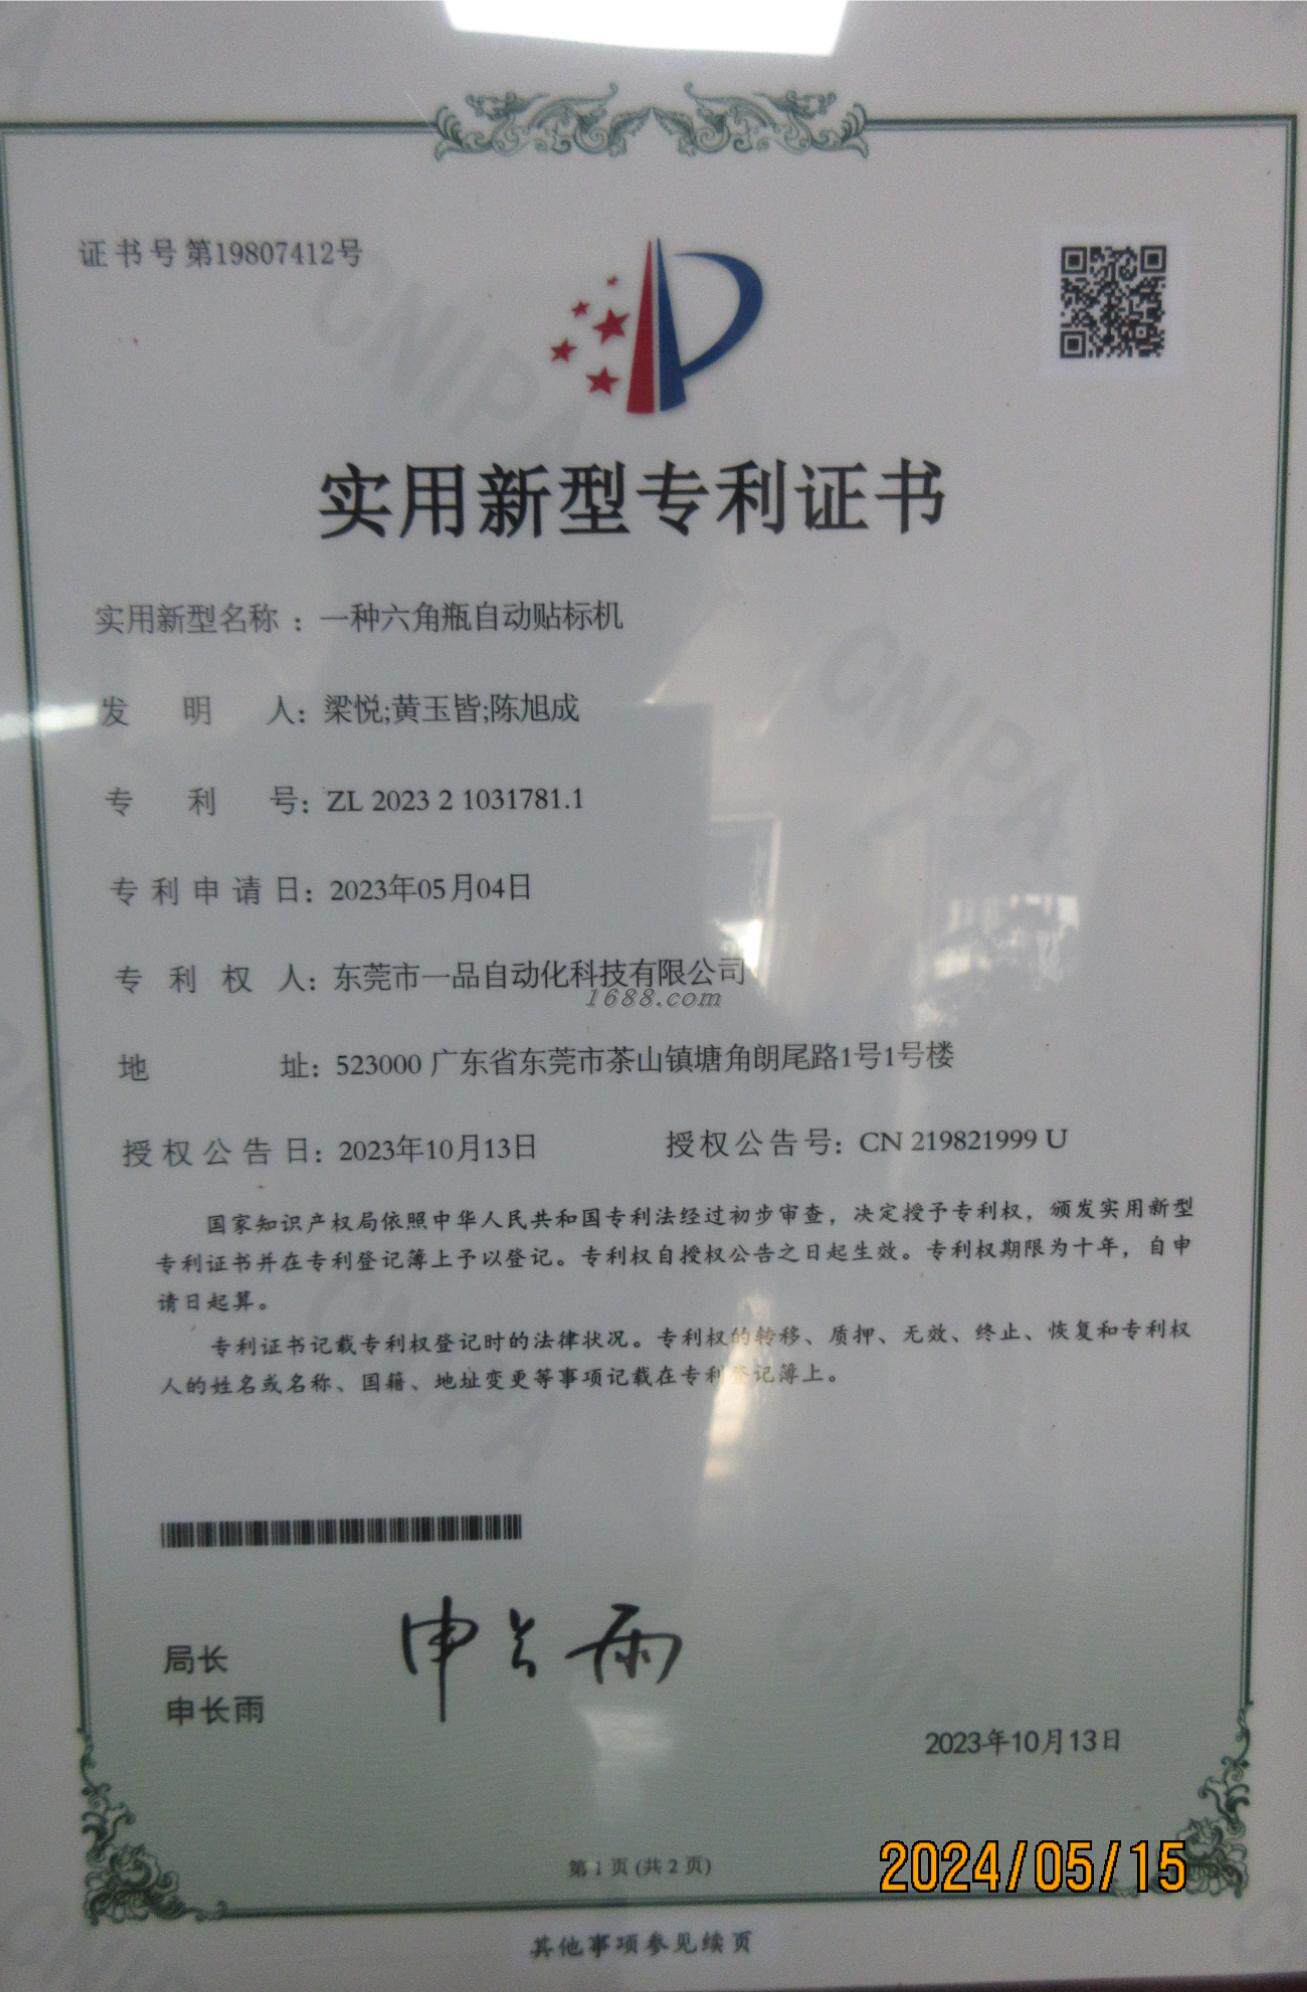 证书号第19807412号
实用新型专利证书
实用新型名称：一种六角瓶自动贴标机
发明人：梁悦;黄玉皆;陈旭成
专利号：ZL 2023 2 1031781.1
专利申请日：2023年05月04日
专利权人：东莞市一品自动化科技有限公司
1688.com
地址：523000 广东省东莞市茶山镇塘角朗尾路1号1号楼
授权公告日：2023年10月13日 授权公告号：CN 219821999 U
国家知识产权局依照中华人民共和国专利法经过初步审查，决定授予专利权，颁发实用新型
专利证书并在专利登记簿上予以登记。专利权自授权公告之日起生效。专利权期限为十年，自申
请日起算。
专利证书记载专利权登记时的法律状况。专利权的转移、质押、无效、终止、恢复和专利权
人的姓名或名称、国籍、地址变更等事项记载在专利登记簿上。
局长
申长雨
申长雨
2023年10月13日
第 1 页 (共 2 页)
2024/05/15
其他事项参见续页
CNIPA
CNIPA
CNIPA
CNIPA